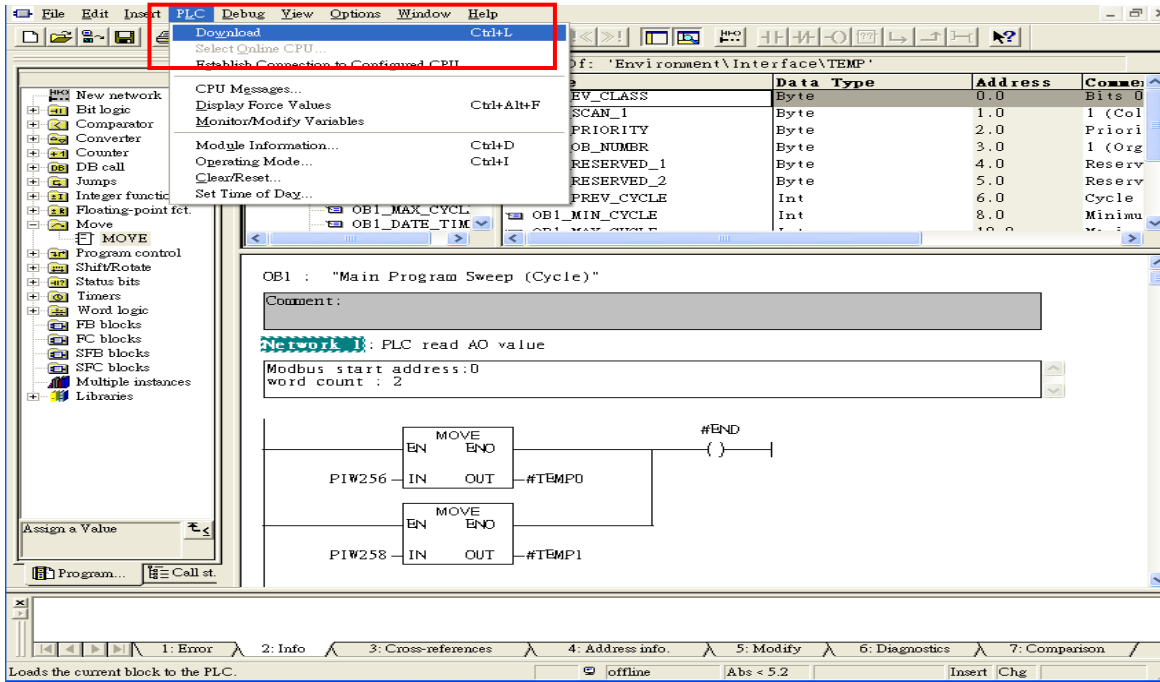 File Edit Insert PLC Debug View Options Window Help
Download Ctrl+L
Select Online CPU...
Establish Connection to Configured CPU
CPU Messages...
Display Force Values Ctrl+Alt+F
Monitor/Modify Variables
Module Information... Ctrl+D
Operating Mode... Ctrl+I
Clear/Reset...
Set Time of Day...
New network
Bit logic
Comparator
Converter
Counter
DB call
Jumps
Integer functic
Floating-point fct.
Move
MOVE
Program control
Shift/Rotate
Status bits
Timers
Word logic
FB blocks
FC blocks
SFB blocks
SFC blocks
Multiple instances
Libraries
Assign a Value
Program... Call st.
Of: 'Environment\Interface\TEMP'
Data Type Address Commen
EV_CLASS Byte 0.0 Bits 0
SCAN_1 Byte 1.0 1 (Col
PRIORITY Byte 2.0 Priori
OB_NUMBR Byte 3.0 1 (Org
RESERVED_1 Byte 4.0 Reserv
RESERVED_2 Byte 5.0 Reserv
PREV_CYCLE Int 6.0 Cycle
OB1_MIN_CYCLE Int 8.0 Minimu
OB1_MAX_CYCL
OB1_DATE_TIM
OB1 : "Main Program Sweep (Cycle)"
Comment:
Network 1: PLC read AO value
Modbus start address:0
word count : 2
MOVE
EN ENO
#END
PIW256 IN OUT #TEMP0
MOVE
EN ENO
PIW258 IN OUT #TEMP1
1: Error 2: Info 3: Cross-references 4: Address info. 5: Modify 6: Diagnostics 7: Comparison
Loads the current block to the PLC. offline Abs < 5.2 Insert Chg